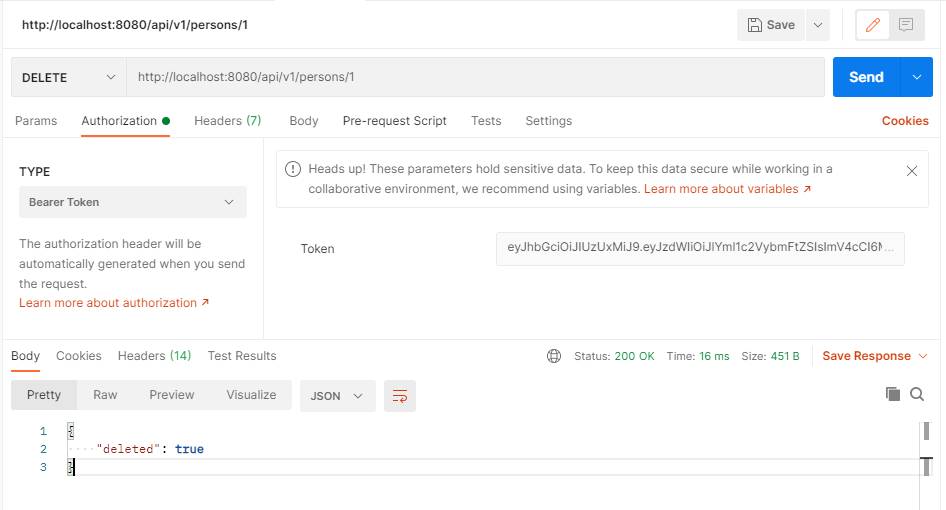 http://localhost:8080/api/v1/persons/1
Save
DELETE
http://localhost:8080/api/v1/persons/1
Send
Params Authorization Headers (7) Body Pre-request Script Tests Settings Cookies
TYPE
Bearer Token
The authorization header will be
automatically generated when you send
the request.
Learn more about authorization ↗
Heads up! These parameters hold sensitive data. To keep this data secure while working in a
collaborative environment, we recommend using variables. Learn more about variables ↗
Token
Body Cookies Headers (14) Test Results
Status: 200 OK Time: 16 ms Size: 451 B Save Response
Pretty Raw Preview Visualize JSON
1 {
2 "deleted": true
3 }